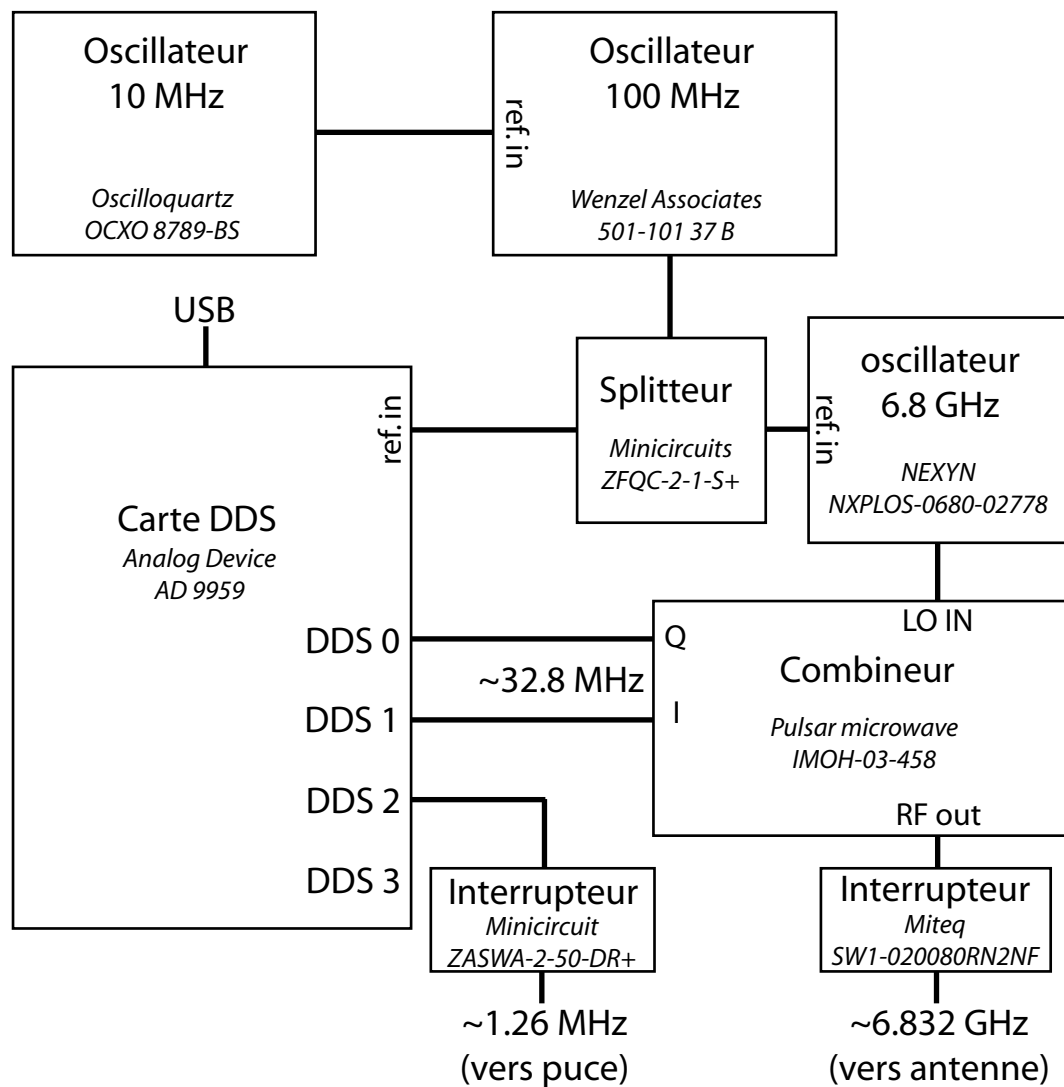 Oscillateur
10 MHz
Oscilloquartz
OCXO 8789-BS
Oscillateur
100 MHz
ref. in
Wenzel Associates
501-101 37 B
USB
Carte DDS
Analog Device
AD 9959
ref. in
DDS 0
DDS 1
DDS 2
DDS 3
Splitteur
Minicircuits
ZFQC-2-1-S+
oscillateur
6.8 GHz
ref. in
NEXYN
NXPLOS-0680-02778
~32.8 MHz
LO IN
Q
Combineur
I
Pulsar microwave
IMOH-03-458
RF out
Interrupteur
Minicircuit
ZASWA-2-50-DR+
~1.26 MHz
(vers puce)
Interrupteur
Miteq
SW1-020080RN2NF
~6.832 GHz
(vers antenne)